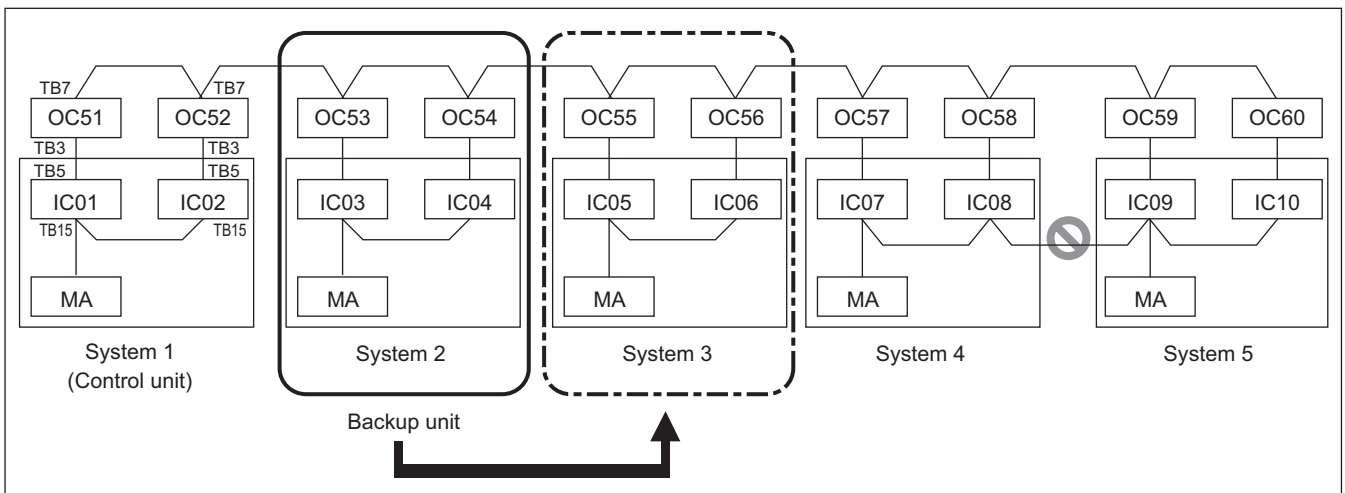 TB7 TB7
OC51 OC52 OC53 OC54 OC55 OC56 OC57 OC58 OC59 OC60
TB3 TB3
TB5 TB5
IC01 IC02 IC03 IC04 IC05 IC06 IC07 IC08 IC09 IC10
TB15 TB15
MA MA MA MA MA
System 1 System 2 System 3 System 4 System 5
(Control unit)
Backup unit